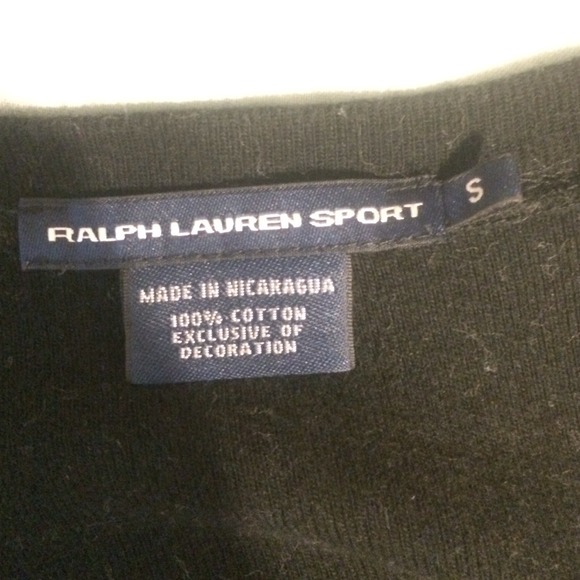 RALPH LAUREN SPORT
S
MADE IN NICARAGUA
100% COTTON
EXCLUSIVE OF
DECORATION